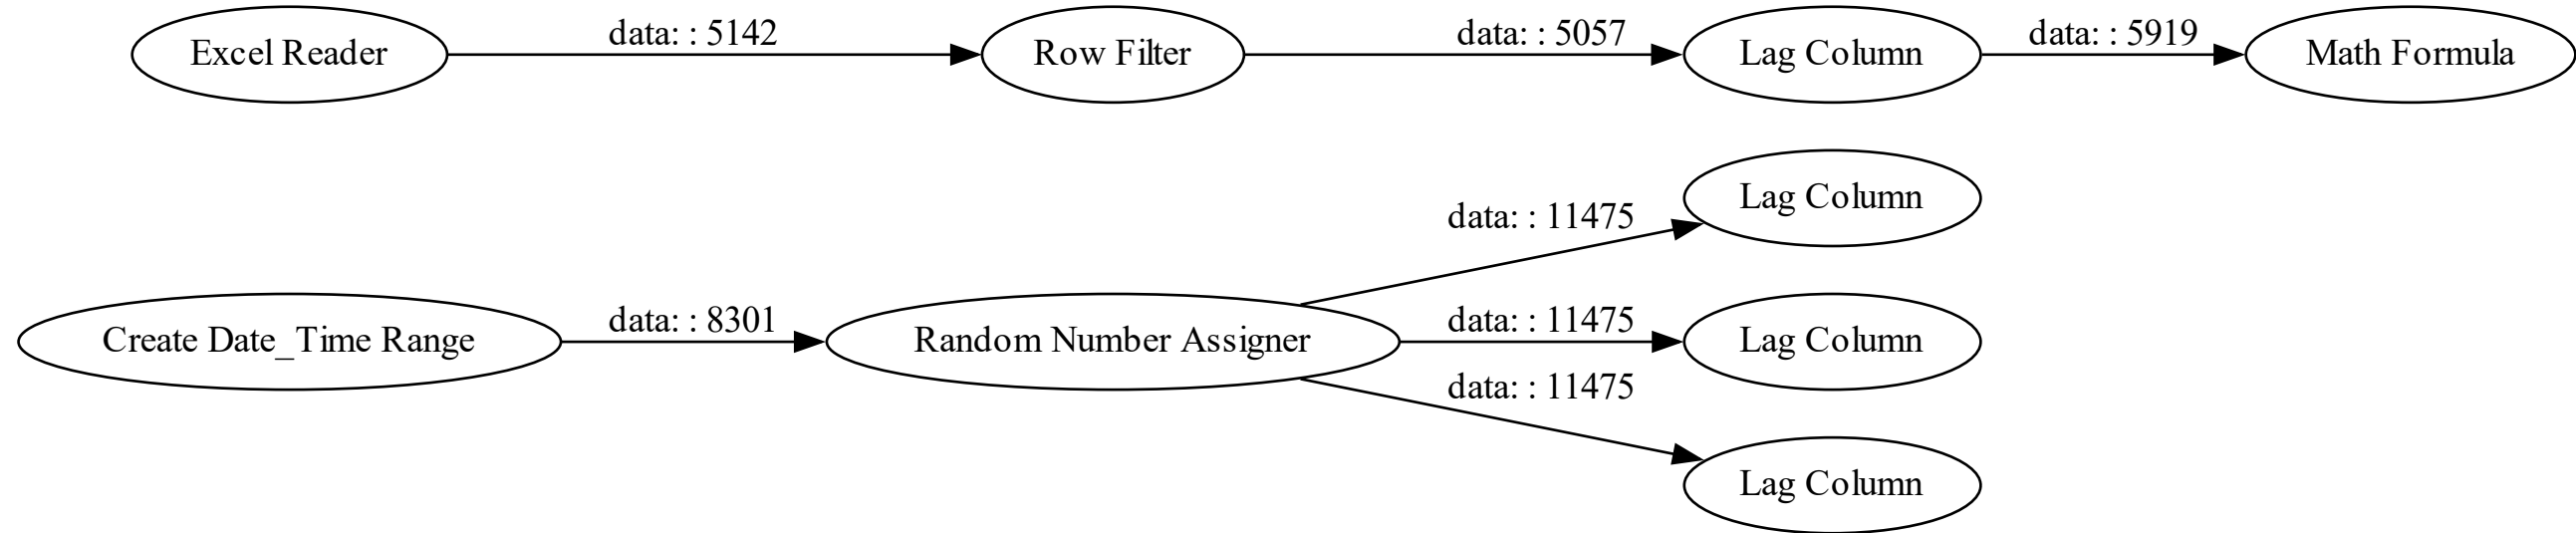 Excel Reader
data: : 5142
Row Filter
data: : 5057
Lag Column
data: : 5919
Math Formula
Lag Column
data: : 11475
Create Date_Time Range
data: : 8301
Random Number Assigner
data: : 11475
Lag Column
data: : 11475
Lag Column